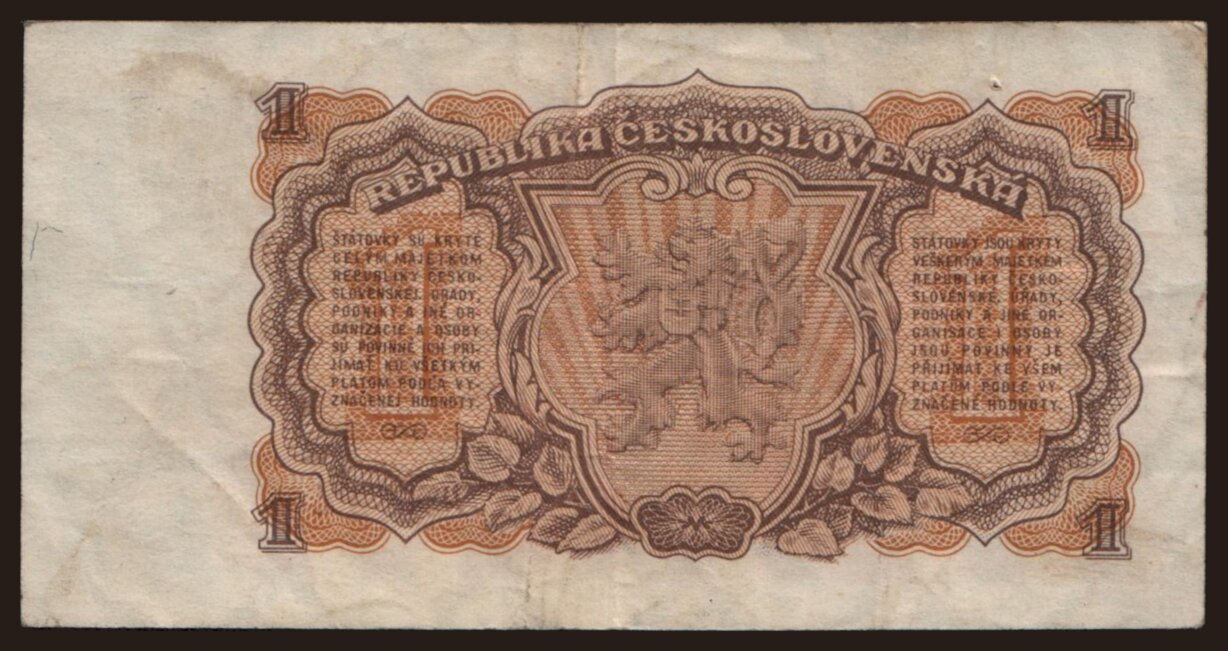 1
1
REPUBLIKA ČESKOSLOVENSKÁ
ŠTÁTOVKY SÚ KRYTÉ
CELÝM MAJETKOM
REPUBLIKY ČESKO-
SLOVENSKEJ. ÚRADY,
PODNIKY A INÉ OR-
GANIZÁCIE A OSOBY
SÚ POVINNÉ ICH PRI-
JÍMAŤ KU VŠETKÝM
PLATOM PODĽA VY-
ZNAČENEJ HODNOTY.
1
STÁTOVKY JSOU KRYTY
VEŠKERÝM MAJETKEM
REPUBLIKY ČESKO-
SLOVENSKÉ. ÚŘADY,
PODNIKY A JINÉ OR-
GANISACE I OSOBY
JSOU POVINNY JE
PŘIJÍMAT KE VŠEM
PLATŮM PODLE VY-
ZNAČENÉ HODNOTY.
1
1
1